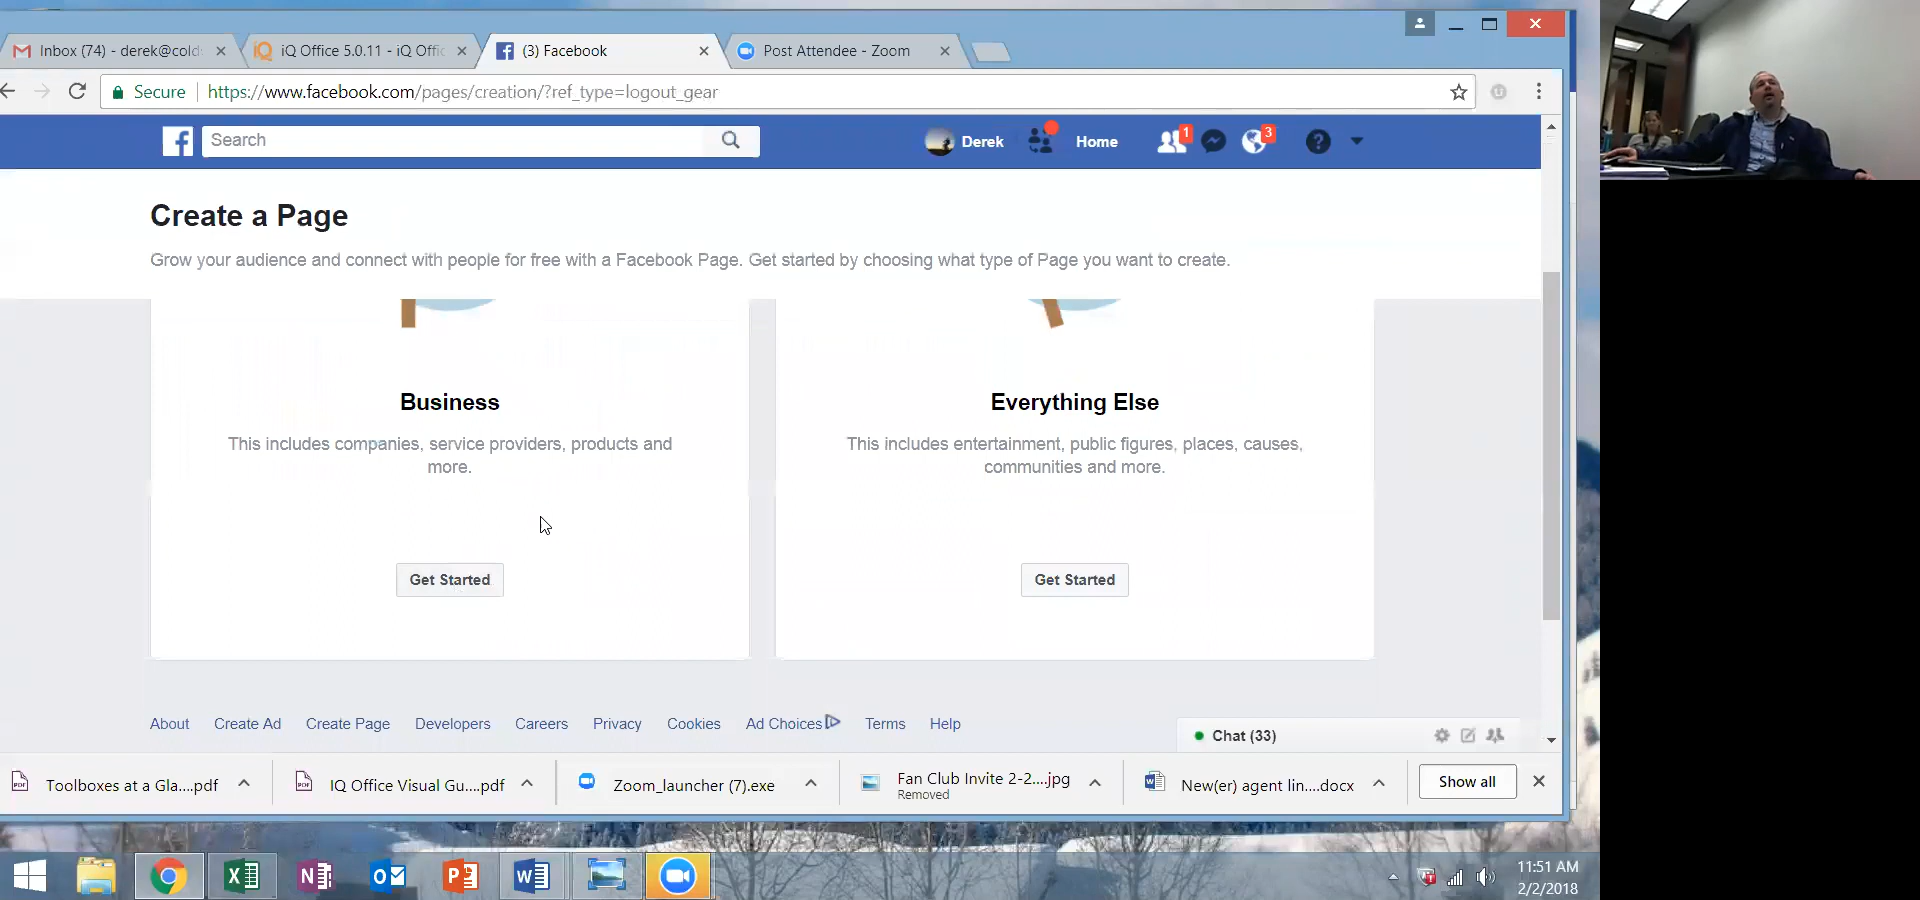 Inbox (74) - derek@cold
iQ Office 5.0.11 - iQ Offic
(3) Facebook
Post Attendee - Zoom
Secure
https://www.facebook.com/pages/creation/?ref_type=logout_gear
Search
Derek
Home
1
3
Create a Page
Grow your audience and connect with people for free with a Facebook Page. Get started by choosing what type of Page you want to create.
Business
Everything Else
This includes companies, service providers, products and
more.
This includes entertainment, public figures, places, causes,
communities and more.
Get Started
Get Started
About
Create Ad
Create Page
Developers
Careers
Privacy
Cookies
Ad Choices
Terms
Help
Chat (33)
Toolboxes at a Gla....pdf
IQ Office Visual Gu....pdf
Zoom_launcher (7).exe
Fan Club Invite 2-2....jpg
Removed
New(er) agent lin....docx
Show all
11:51 AM
2/2/2018